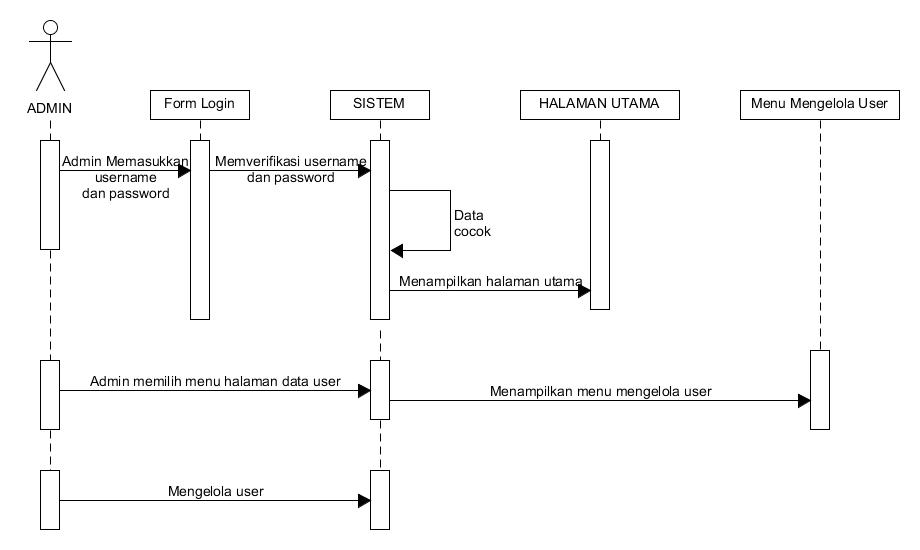 ADMIN
Form Login
SISTEM
HALAMAN UTAMA
Menu Mengelola User
Admin Memasukkan
username
dan password
Memverifikasi username
dan password
Data
cocok
Menampilkan halaman utama
Admin memilih menu halaman data user
Menampilkan menu mengelola user
Mengelola user